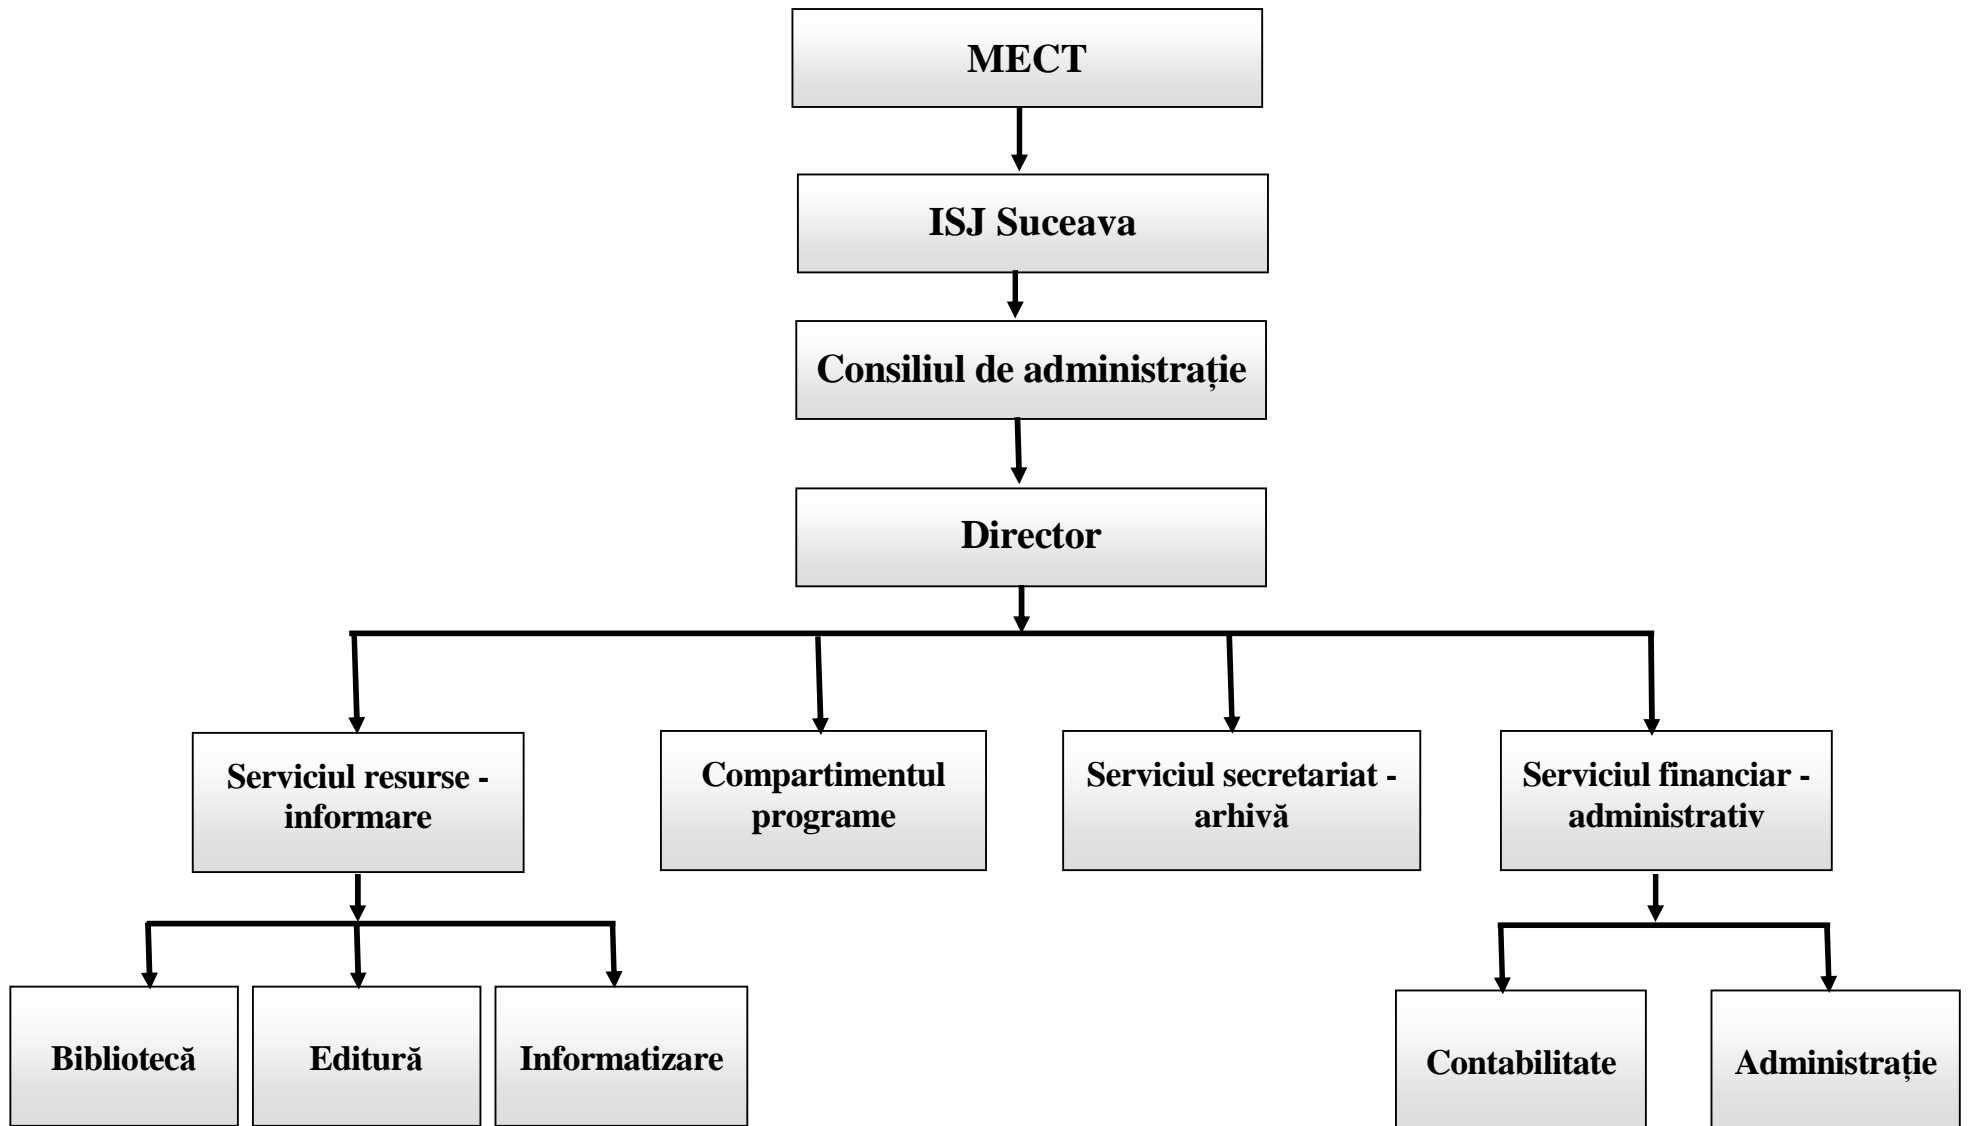 MECT
ISJ Suceava
Consiliul de administrație
Director
Serviciul resurse -
informare
Compartimentul
programe
Serviciul secretariat -
arhivă
Serviciul financiar -
administrativ
Bibliotecă
Editură
Informatizare
Contabilitate
Administrație